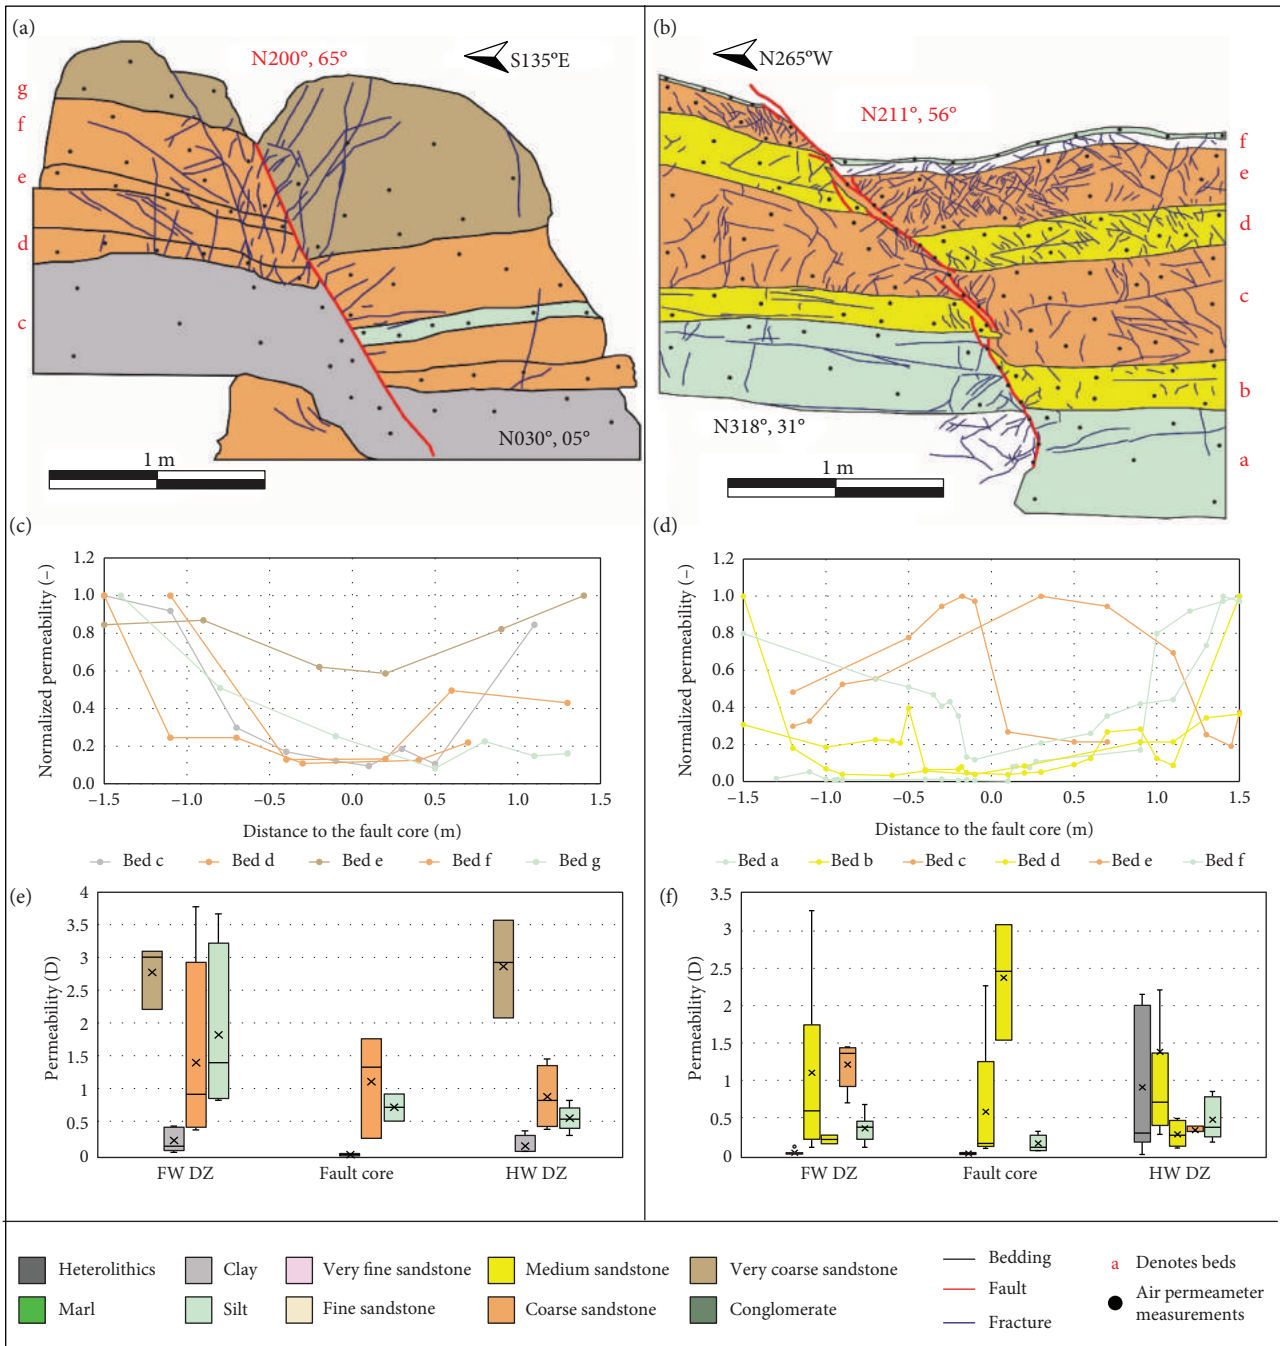 (a)
N200°, 65°
S135°E
g
f
e
d
c
N030°, 05°
1 m
(b)
N265°W
N211°, 56°
f
e
d
c
b
a
N318°, 31°
1 m
(c)
Normalized permeability (–)
1.2
1.0
0.8
0.6
0.4
0.2
0.0
–1.5 –1.0 –0.5 0.0 0.5 1.0 1.5
Distance to the fault core (m)
Bed c Bed d Bed e Bed f Bed g
(d)
Normalized permeability (–)
1.2
1.0
0.8
0.6
0.4
0.2
0.0
–1.5 –1.0 –0.5 0.0 0.5 1.0 1.5
Distance to the fault core (m)
Bed a Bed b Bed c Bed d Bed e Bed f
(e)
Permeability (D)
4
3.5
3
2.5
2
1.5
1
0.5
0
FW DZ Fault core HW DZ
(f)
Permeability (D)
3.5
3
2.5
2
1.5
1
0.5
0
FW DZ Fault core HW DZ
Heterolithics Clay Very fine sandstone Medium sandstone Very coarse sandstone
Marl Silt Fine sandstone Coarse sandstone Conglomerate
Bedding
Fault
Fracture
a Denotes beds
Air permeameter
measurements